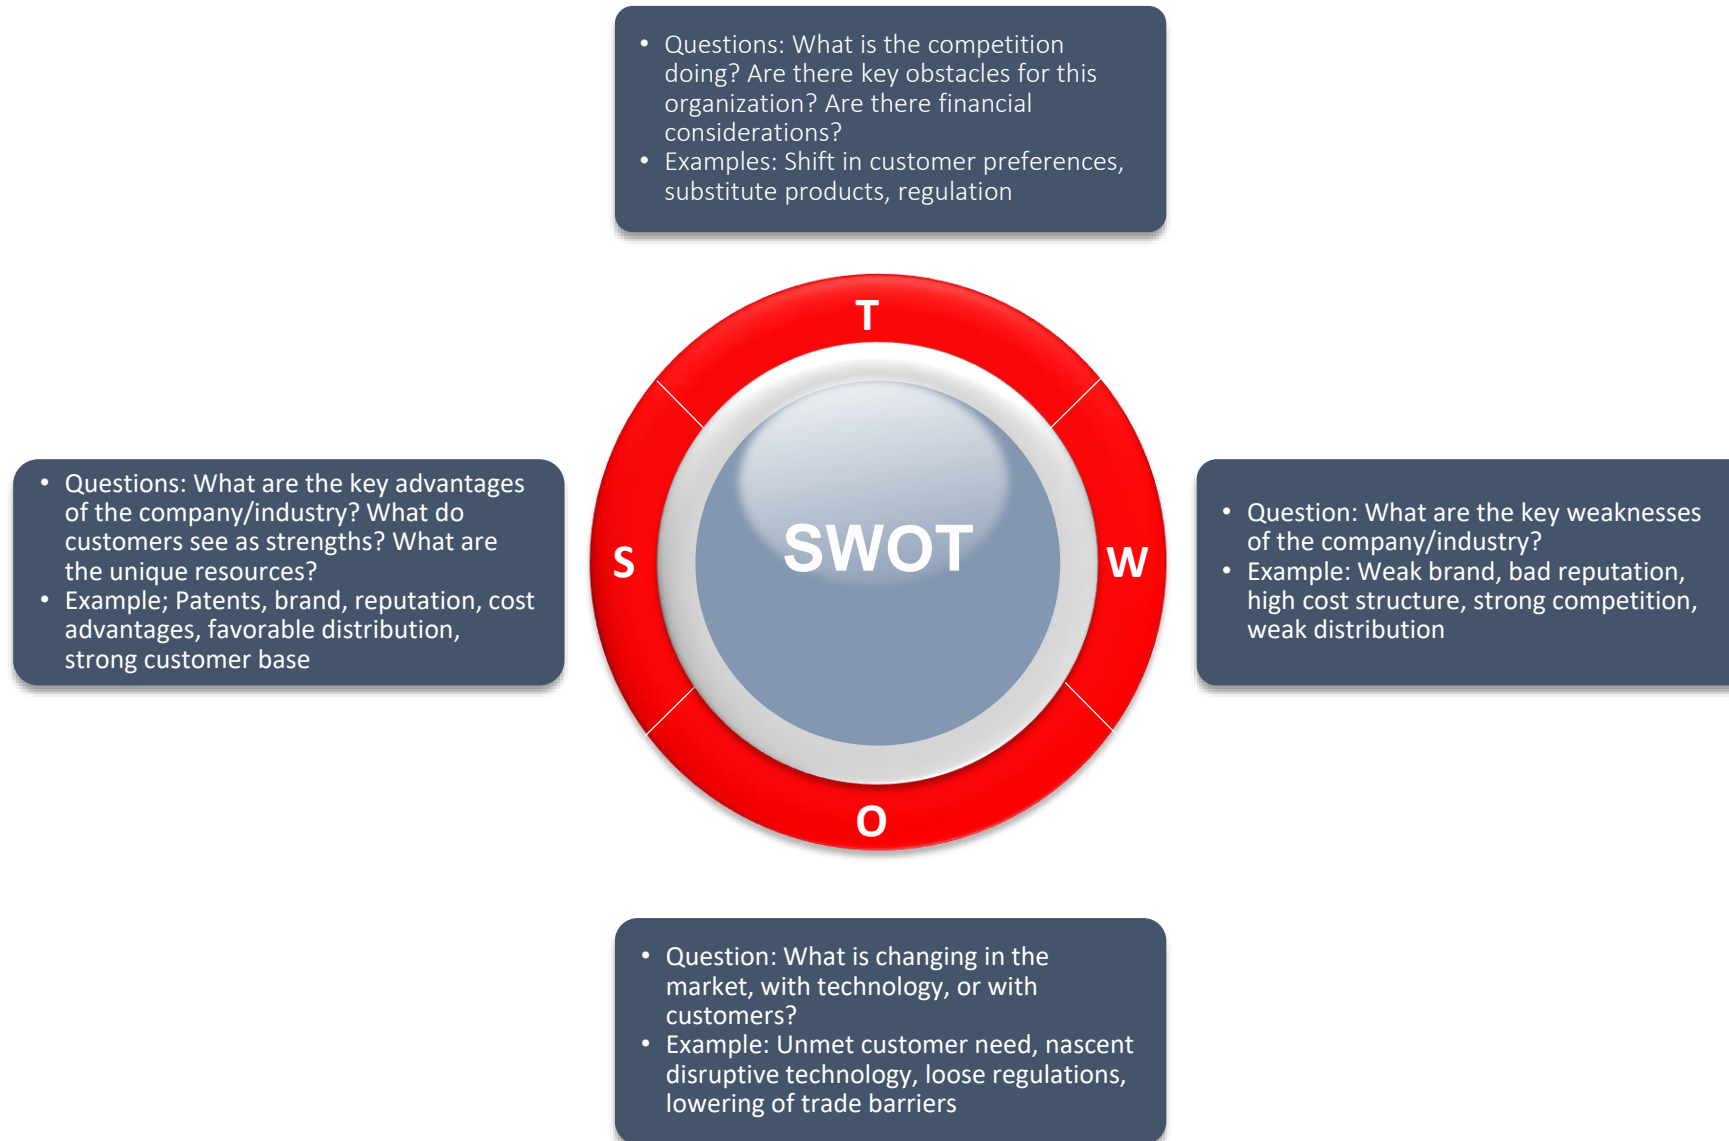 • Questions: What is the competition
doing? Are there key obstacles for this
organization? Are there financial
considerations?
• Examples: Shift in customer preferences,
substitute products, regulation
T
• Questions: What are the key advantages
of the company/industry? What do
customers see as strengths? What are
the unique resources?
• Example; Patents, brand, reputation, cost
advantages, favorable distribution,
strong customer base
S
SWOT
W
• Question: What are the key weaknesses
of the company/industry?
• Example: Weak brand, bad reputation,
high cost structure, strong competition,
weak distribution
O
• Question: What is changing in the
market, with technology, or with
customers?
• Example: Unmet customer need, nascent
disruptive technology, loose regulations,
lowering of trade barriers